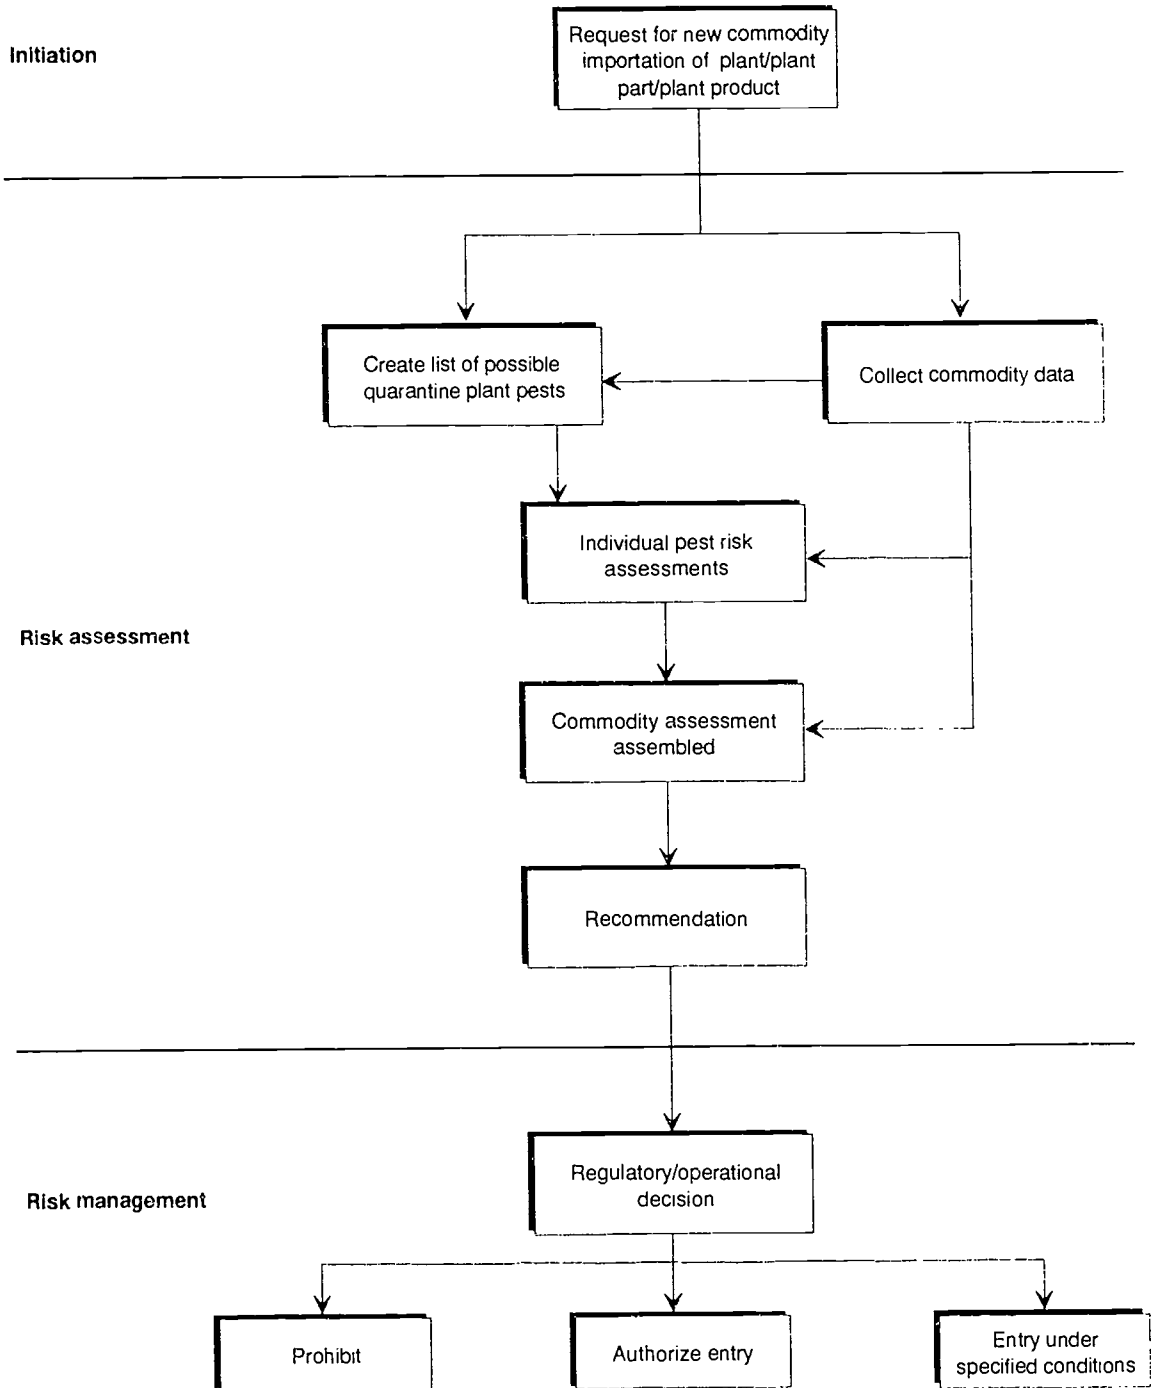 Initiation
Request for new commodity
importation of plant/plant
part/plant product
Create list of possible
quarantine plant pests
Collect commodity data
Individual pest risk
assessments
Risk assessment
Commodity assessment
assembled
Recommendation
Risk management
Regulatory/operational
decision
Prohibit
Authorize entry
Entry under
specified conditions